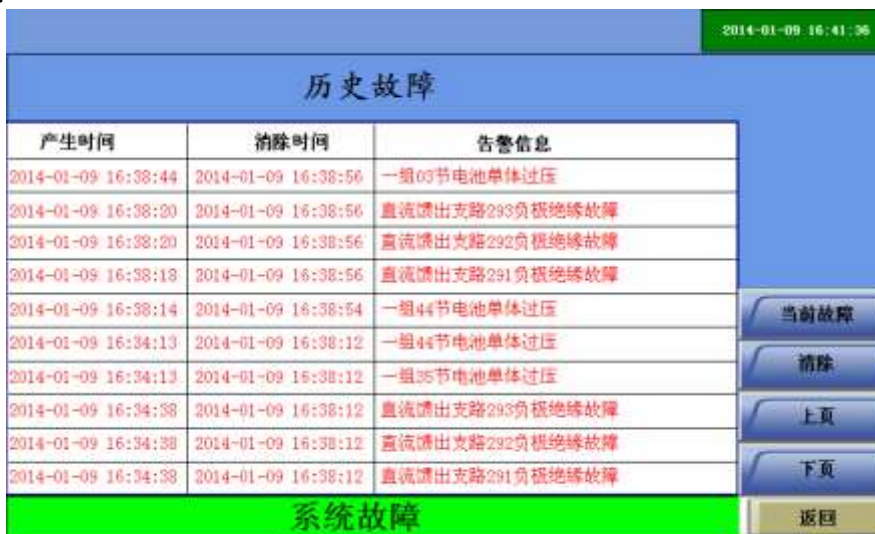 2014-01-09 16:41:36
历史故障
产生时间 消除时间 告警信息
2014-01-09 16:38:44 2014-01-09 16:38:56 一组03节电池单体过压
2014-01-09 16:38:20 2014-01-09 16:38:56 直流馈出支路293负极绝缘故障
2014-01-09 16:38:20 2014-01-09 16:38:56 直流馈出支路292负极绝缘故障
2014-01-09 16:38:18 2014-01-09 16:38:56 直流馈出支路291负极绝缘故障
2014-01-09 16:38:14 2014-01-09 16:38:54 一组44节电池单体过压
2014-01-09 16:34:13 2014-01-09 16:38:12 一组44节电池单体过压
2014-01-09 16:34:13 2014-01-09 16:38:12 一组35节电池单体过压
2014-01-09 16:34:38 2014-01-09 16:38:12 直流馈出支路293负极绝缘故障
2014-01-09 16:34:38 2014-01-09 16:38:12 直流馈出支路292负极绝缘故障
2014-01-09 16:34:38 2014-01-09 16:38:12 直流馈出支路291负极绝缘故障
当前故障
清除
上页
下页
系统故障
返回